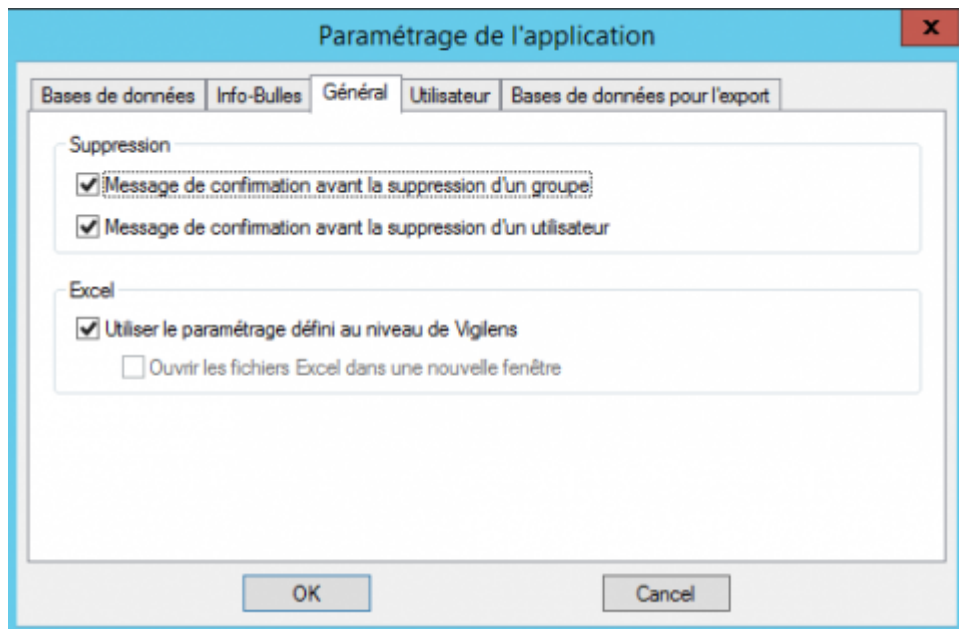 Paramétrage de l'application
x
Bases de données
Info-Bulles
Général
Utilisateur
Bases de données pour l'export
Suppression
Message de confirmation avant la suppression d'un groupe
Message de confirmation avant la suppression d'un utilisateur
Excel
Utiliser le paramétrage défini au niveau de Vigilens
Ouvrir les fichiers Excel dans une nouvelle fenêtre
OK
Cancel